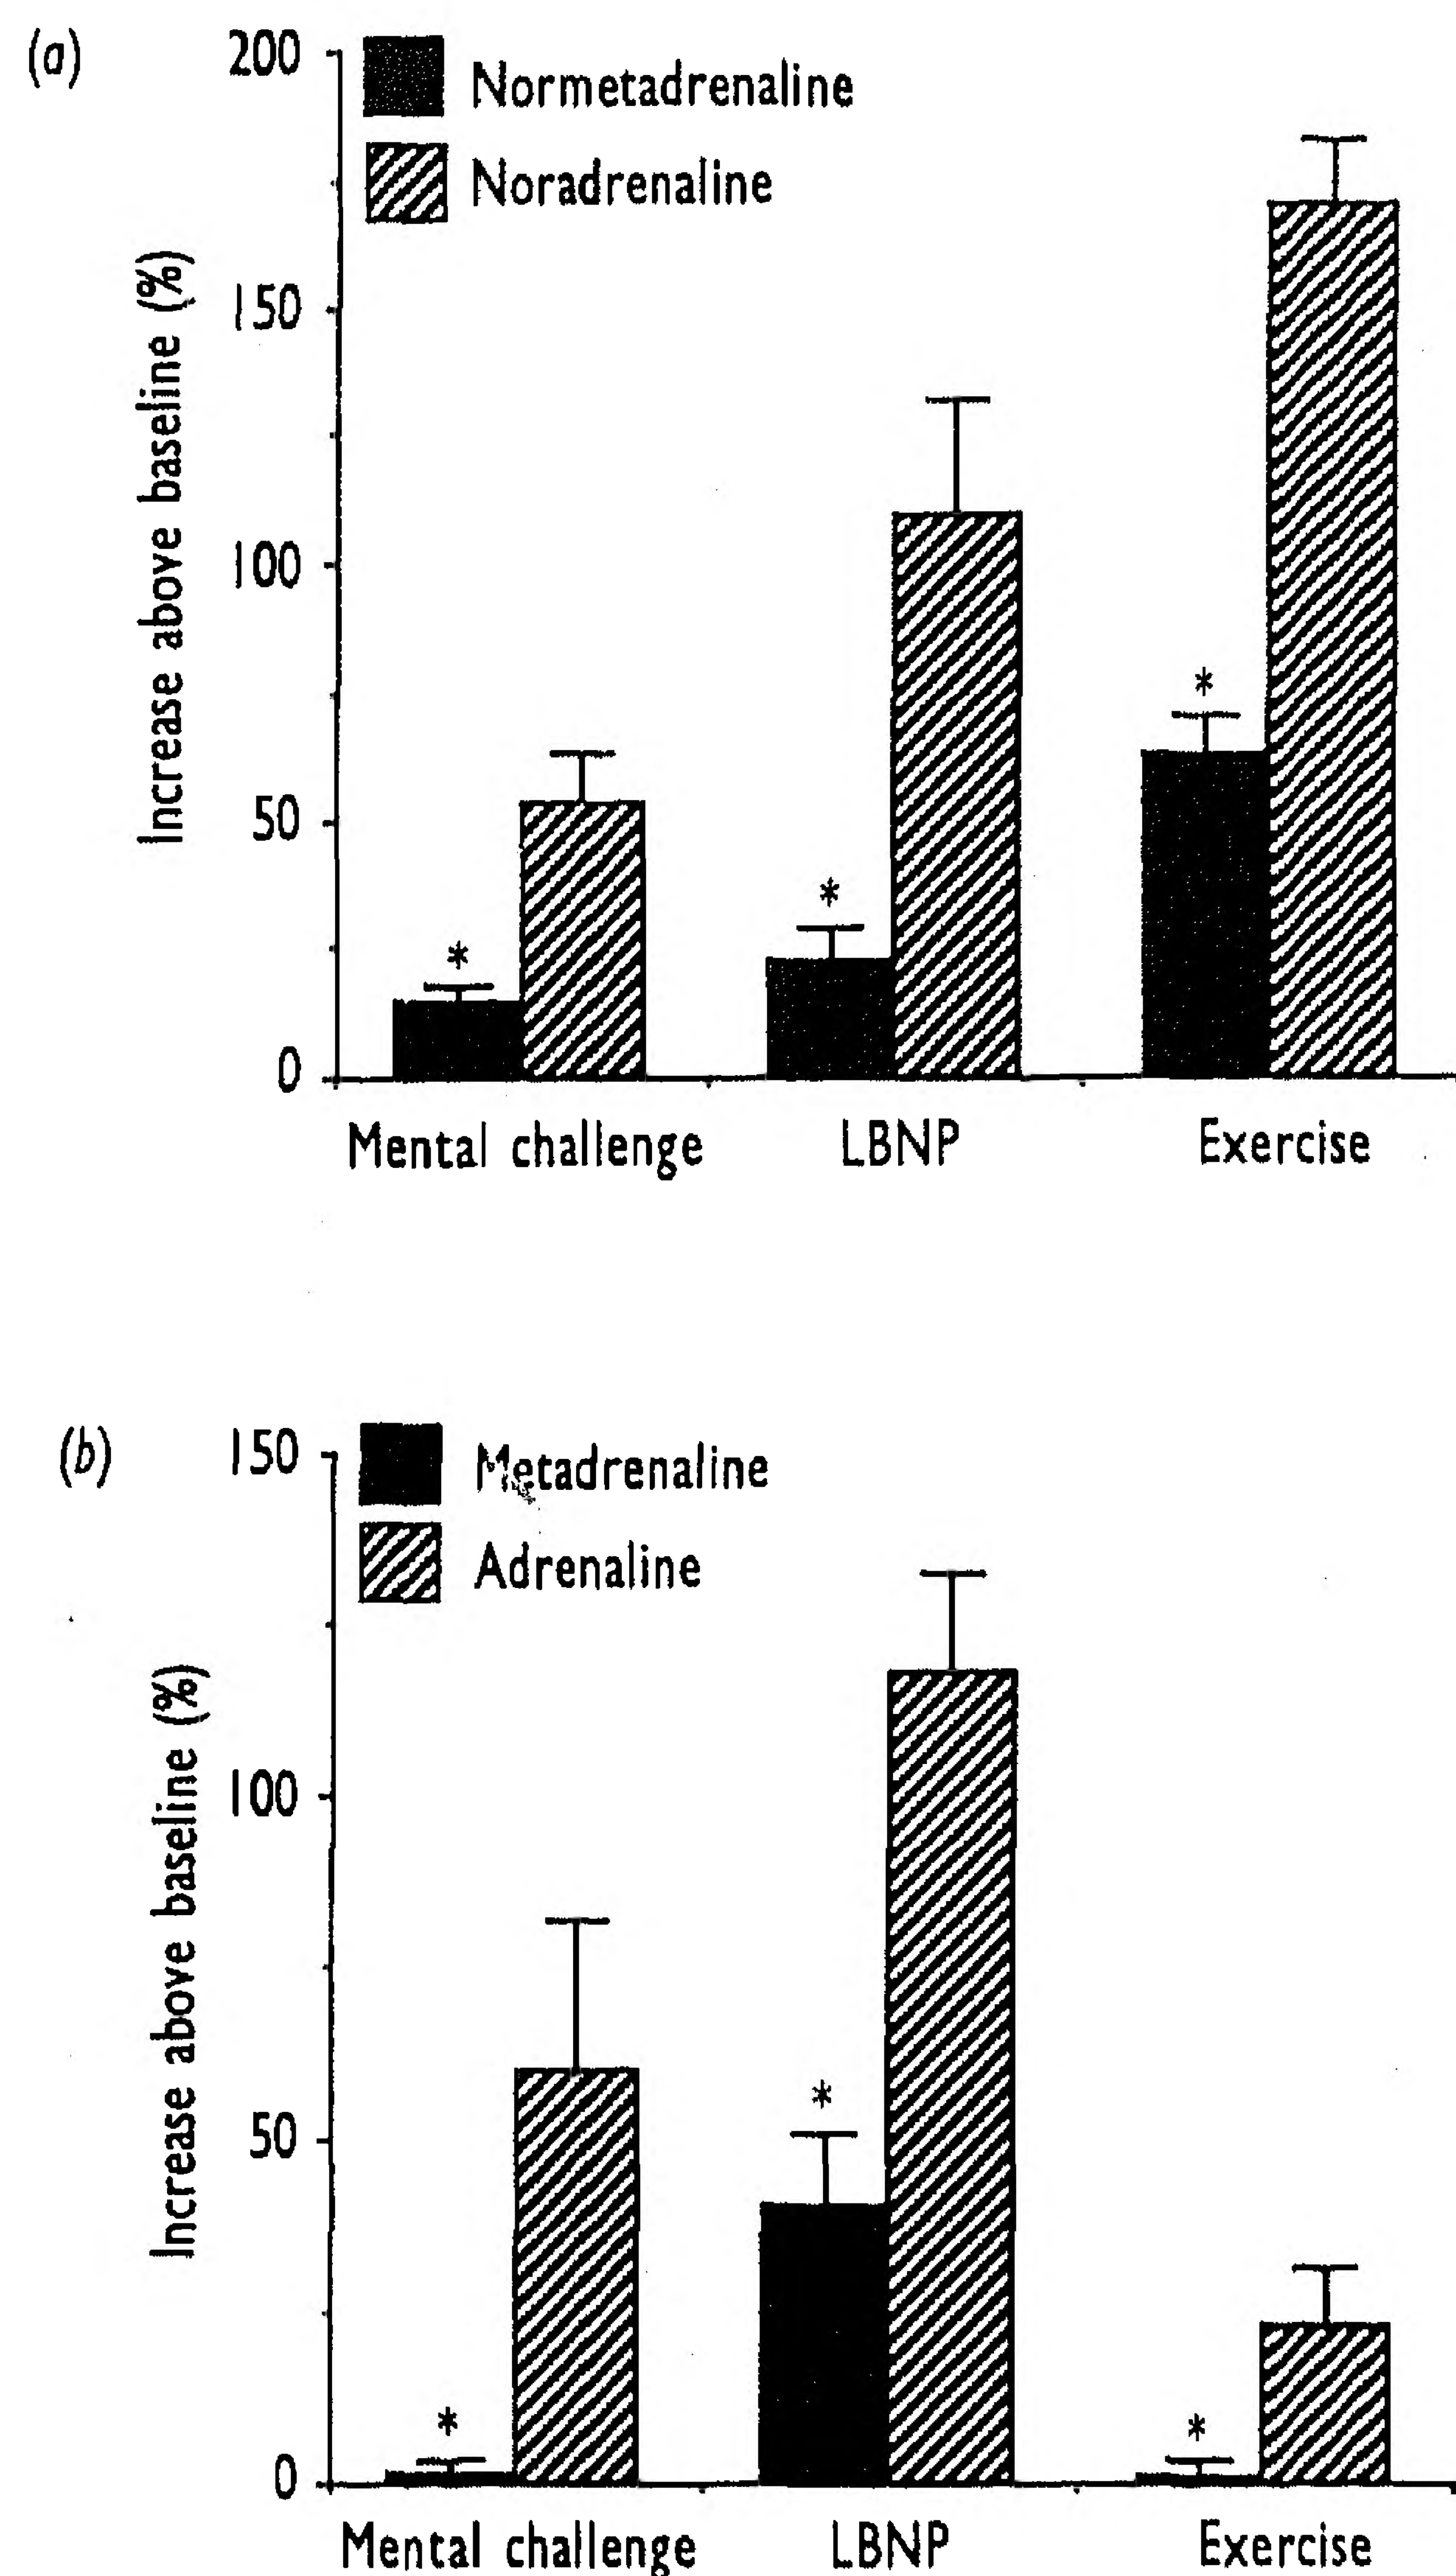 (a)
200
Normetadrenaline
Noradrenaline
150
100
50
0
Increase above baseline (%)
*
*
*
Mental challenge
LBNP
Exercise
(b)
150
Metadrenaline
Adrenaline
100
50
0
Increase above baseline (%)
*
*
*
Mental challenge
LBNP
Exercise